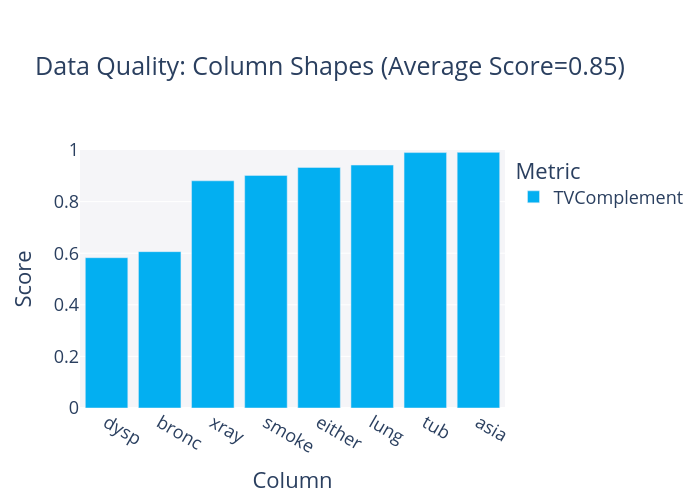 Data Quality: Column Shapes (Average Score=0.85)
Metric
TVComplement
Score
1
0.8
0.6
0.4
0.2
0
dysp
bronc
xray
smoke
either
lung
tub
asia
Column